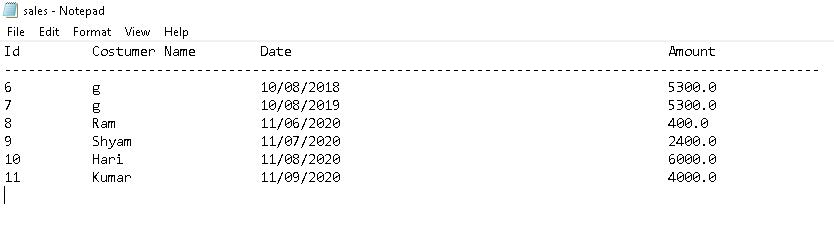 sales - Notepad
File Edit Format View Help
Id Costumer Name Date Amount
------------------------------------------------------------------------------------------------------
6 g 10/08/2018 5300.0
7 g 10/08/2019 5300.0
8 Ram 11/06/2020 400.0
9 Shyam 11/07/2020 2400.0
10 Hari 11/08/2020 6000.0
11 Kumar 11/09/2020 4000.0